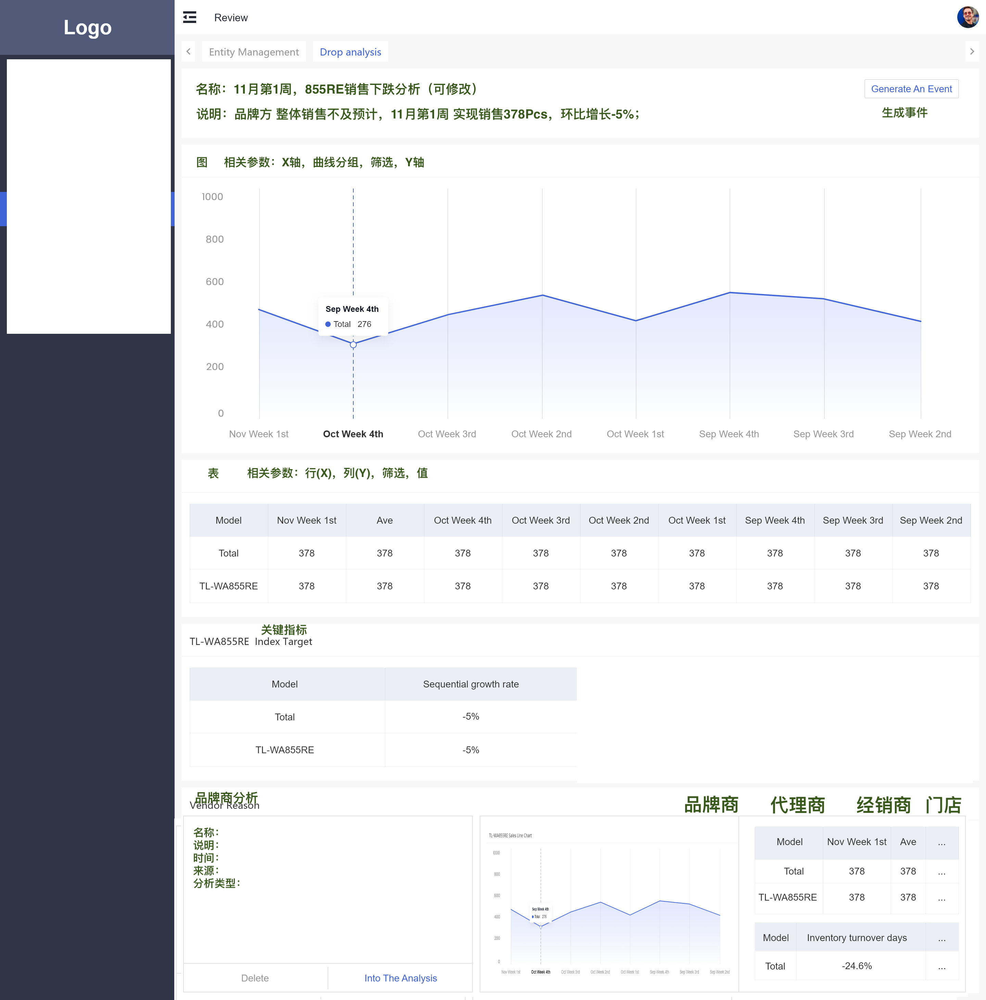 Logo
Review
Entity Management
Drop analysis
名称：11月第1周，855RE销售下跌分析（可修改）
Generate An Event
说明：品牌方 整体销售不及预计，11月第1周 实现销售378Pcs，环比增长-5%；
生成事件
图 相关参数：X轴，曲线分组，筛选，Y轴
1000
800
600
400
200
0
Sep Week 4th
Total 276
Nov Week 1st Oct Week 4th Oct Week 3rd Oct Week 2nd Oct Week 1st Sep Week 4th Sep Week 3rd Sep Week 2nd
表 相关参数：行(X)，列(Y)，筛选，值
Model Nov Week 1st Ave Oct Week 4th Oct Week 3rd Oct Week 2nd Oct Week 1st Sep Week 4th Sep Week 3rd Sep Week 2nd
Total 378 378 378 378 378 378 378 378 378
TL-WA855RE 378 378 378 378 378 378 378 378 378
关键指标
TL-WA855RE Index Target
Model Sequential growth rate
Total -5%
TL-WA855RE -5%
品牌商分析
Vendor Reason
品牌商 代理商 经销商 门店
名称：
说明：
时间：
来源：
分析类型：
Delete Into The Analysis
TL-WA855RE Sales Line Chart
1000
800
600
400
200
0
Sep Week 4th
Total 276
Nov Week 1st Oct Week 4th Oct Week 3rd Oct Week 2nd Oct Week 1st Sep Week 4th Sep Week 3rd Sep Week 2nd
Model Nov Week 1st Ave ...
Total 378 378 ...
TL-WA855RE 378 378 ...
Model Inventory turnover days ...
Total -24.6% ...